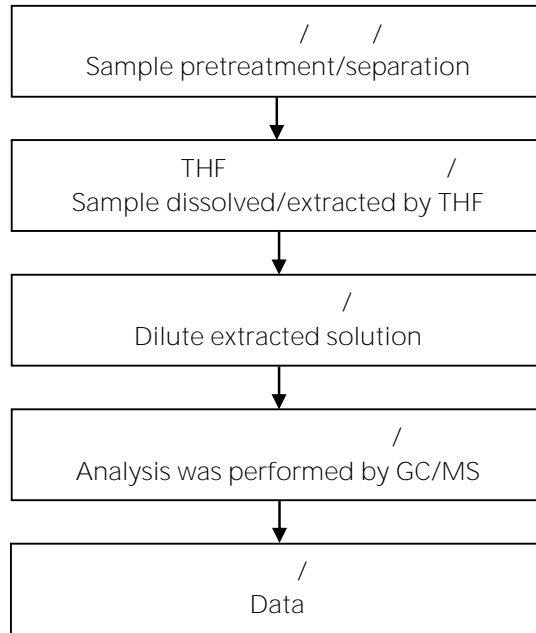 / /
Sample pretreatment/separation
THF /
Sample dissolved/extracted by THF
/
Dilute extracted solution
/
Analysis was performed by GC/MS
/
Data